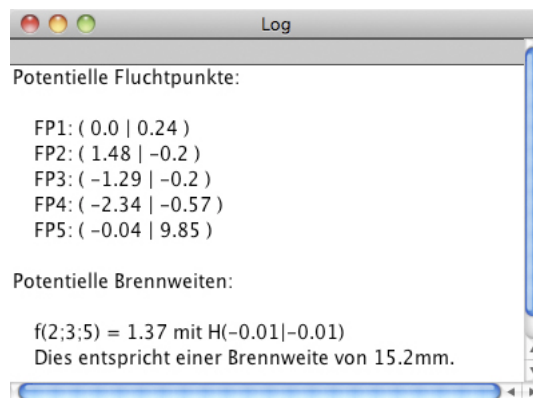 Log
Potentielle Fluchtpunkte:
FP1: ( 0.0 | 0.24 )
FP2: ( 1.48 | -0.2 )
FP3: ( -1.29 | -0.2 )
FP4: ( -2.34 | -0.57 )
FP5: ( -0.04 | 9.85 )
Potentielle Brennweiten:
f(2;3;5) = 1.37 mit H(-0.01|-0.01)
Dies entspricht einer Brennweite von 15.2mm.